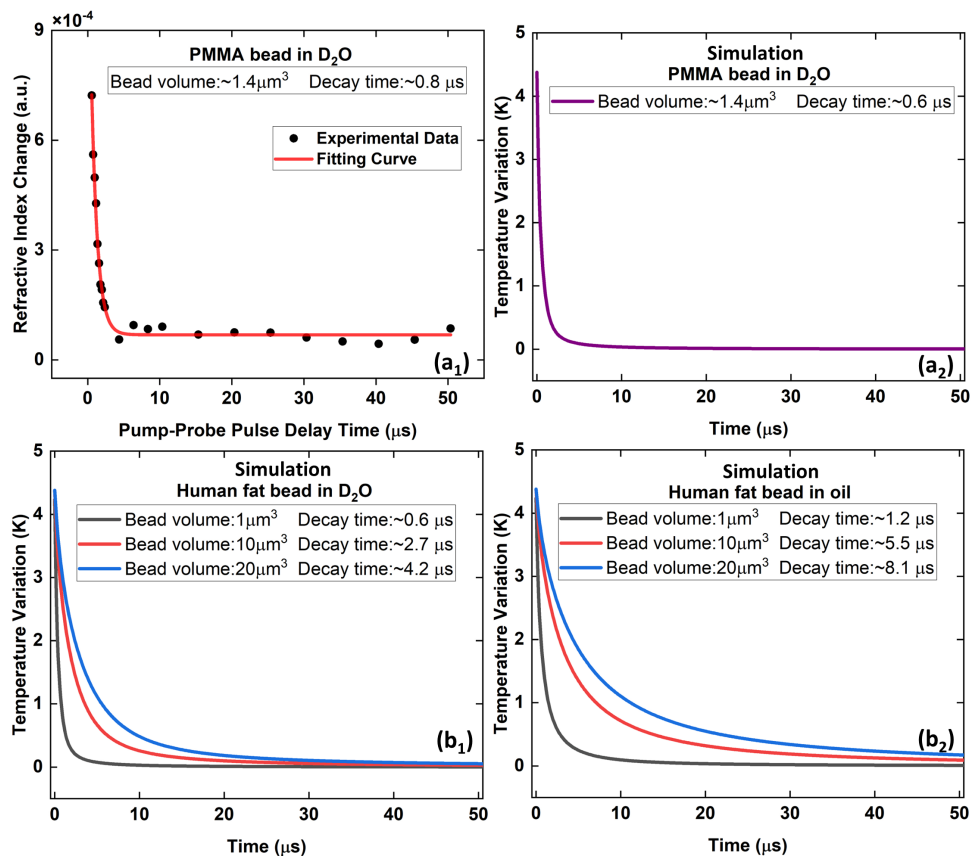 ×10⁻⁴
9
6
3
0
Refractive Index Change (a.u.)
PMMA bead in D₂O
Bead volume:~1.4μm³ Decay time:~0.8 μs
Experimental Data
Fitting Curve
(a₁)
0 10 20 30 40 50
Pump-Probe Pulse Delay Time (μs)
5
4
3
2
1
0
Temperature Variation (K)
Simulation
PMMA bead in D₂O
Bead volume:~1.4μm³ Decay time:~0.6 μs
(a₂)
0 10 20 30 40 50
Time (μs)
5
4
3
2
1
0
Temperature Variation (K)
Simulation
Human fat bead in D₂O
Bead volume:1μm³ Decay time:~0.6 μs
Bead volume:10μm³ Decay time:~2.7 μs
Bead volume:20μm³ Decay time:~4.2 μs
(b₁)
0 10 20 30 40 50
Time (μs)
5
4
3
2
1
0
Temperature Variation (K)
Simulation
Human fat bead in oil
Bead volume:1μm³ Decay time:~1.2 μs
Bead volume:10μm³ Decay time:~5.5 μs
Bead volume:20μm³ Decay time:~8.1 μs
(b₂)
0 10 20 30 40 50
Time (μs)